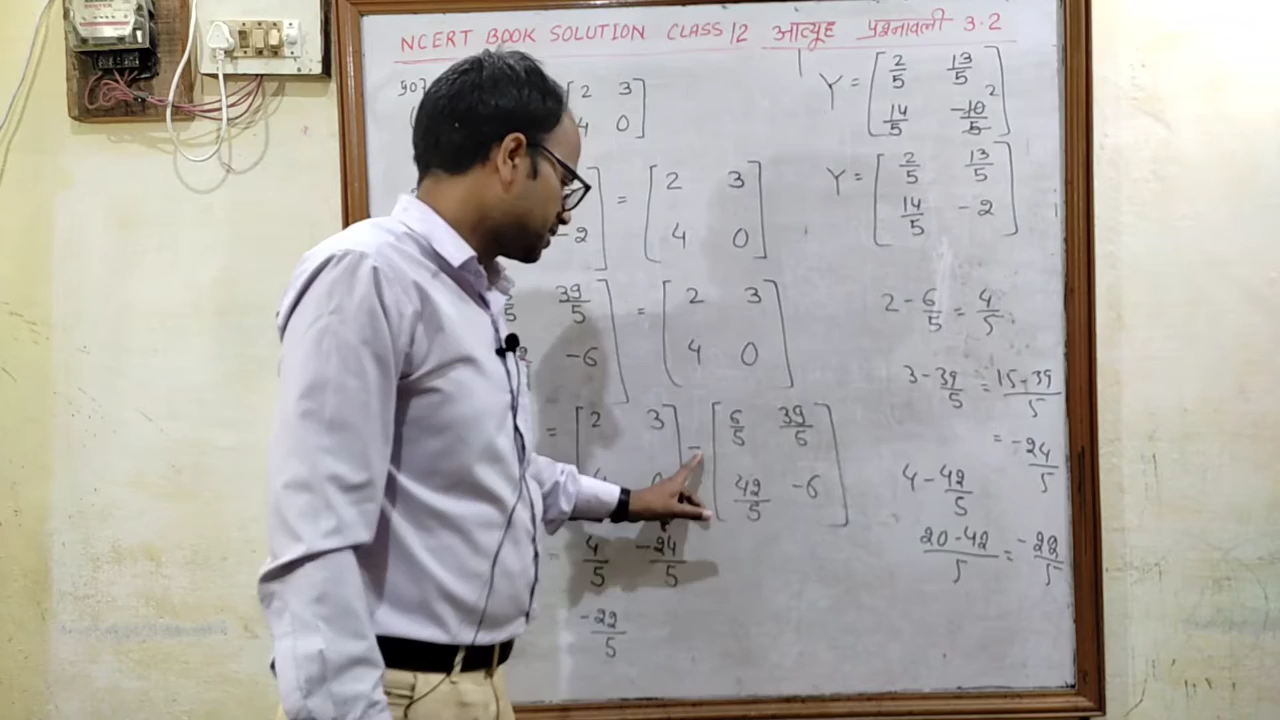 NCERT BOOK SOLUTION CLASS 12 आव्यूह प्रश्नावली 3.2
2 3
4 0
-2 = 2 3
4 0
39/5 = 2 3
-6 4 0
= 2 3 - 6/5 39/5
42/5 -6
= 4/5 -24/5
-22/5
Y = 2/5 13/5
14/5 -10/5 2
Y = 2/5 13/5
14/5 -2
2 - 6/5 = 4/5
3 - 39/5 = 15-39/5
= -24/5
4 - 42/5
20-42/5 = -22/5